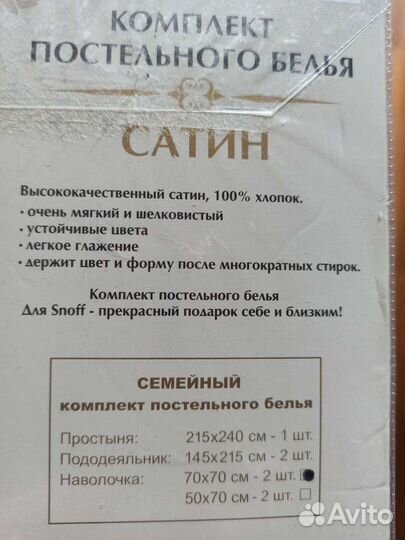 КОМПЛЕКТ
ПОСТЕЛЬНОГО БЕЛЬЯ
САТИН
Высококачественный сатин, 100% хлопок.
• очень мягкий и шелковистый
• устойчивые цвета
• легкое глажение
• держит цвет и форму после многократных стирок.
Комплект постельного белья
Для Snoff - прекрасный подарок себе и близким!
СЕМЕЙНЫЙ
комплект постельного белья
Простыня: 215x240 см - 1 шт.
Пододеяльник: 145x215 см - 2 шт.
Наволочка: 70x70 см - 2 шт.
50x70 см - 2 шт.
Avito